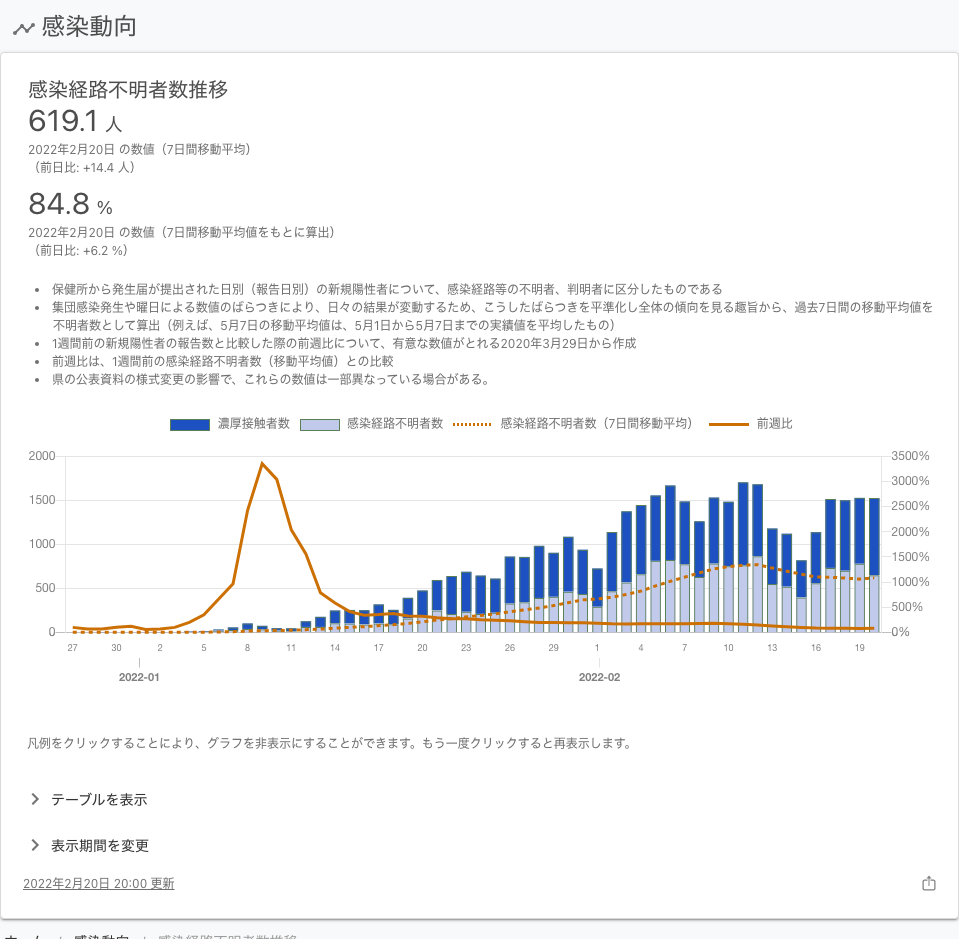 感染動向
感染経路不明者数推移
619.1 人
2022年2月20日 の数値（7日間移動平均）
（前日比: +14.4 人）
84.8 %
2022年2月20日 の数値（7日間移動平均値をもとに算出）
（前日比: +6.2 %）
• 保健所から発生届が提出された日別（報告日別）の新規陽性者について、感染経路等の不明者、判明者に区分したものである
• 集団感染発生や曜日による数値のばらつきにより、日々の結果が変動するため、こうしたばらつきを平準化し全体の傾向を見る趣旨から、過去7日間の移動平均値を
不明者数として算出（例えば、5月7日の移動平均値は、5月1日から5月7日までの実績値を平均したもの）
• 1週間前の新規陽性者の報告数と比較した際の前週比について、有意な数値がとれる2020年3月29日から作成
• 前週比は、1週間前の感染経路不明者数（移動平均値）との比較
• 県の公表資料の様式変更の影響で、これらの数値は一部異なっている場合がある。
濃厚接触者数 感染経路不明者数 感染経路不明者数（7日間移動平均） 前週比
2000 3500%
3000%
1500 2500%
2000%
1000 1500%
1000%
500 500%
0 0%
27 30 2 5 8 11 14 17 20 23 26 29 1 4 7 10 13 16 19
2022-01 2022-02
凡例をクリックすることにより、グラフを非表示にすることができます。もう一度クリックすると再表示します。
テーブルを表示
表示期間を変更
2022年2月20日 20:00 更新
ホーム / 感染動向 / 感染経路不明者数推移